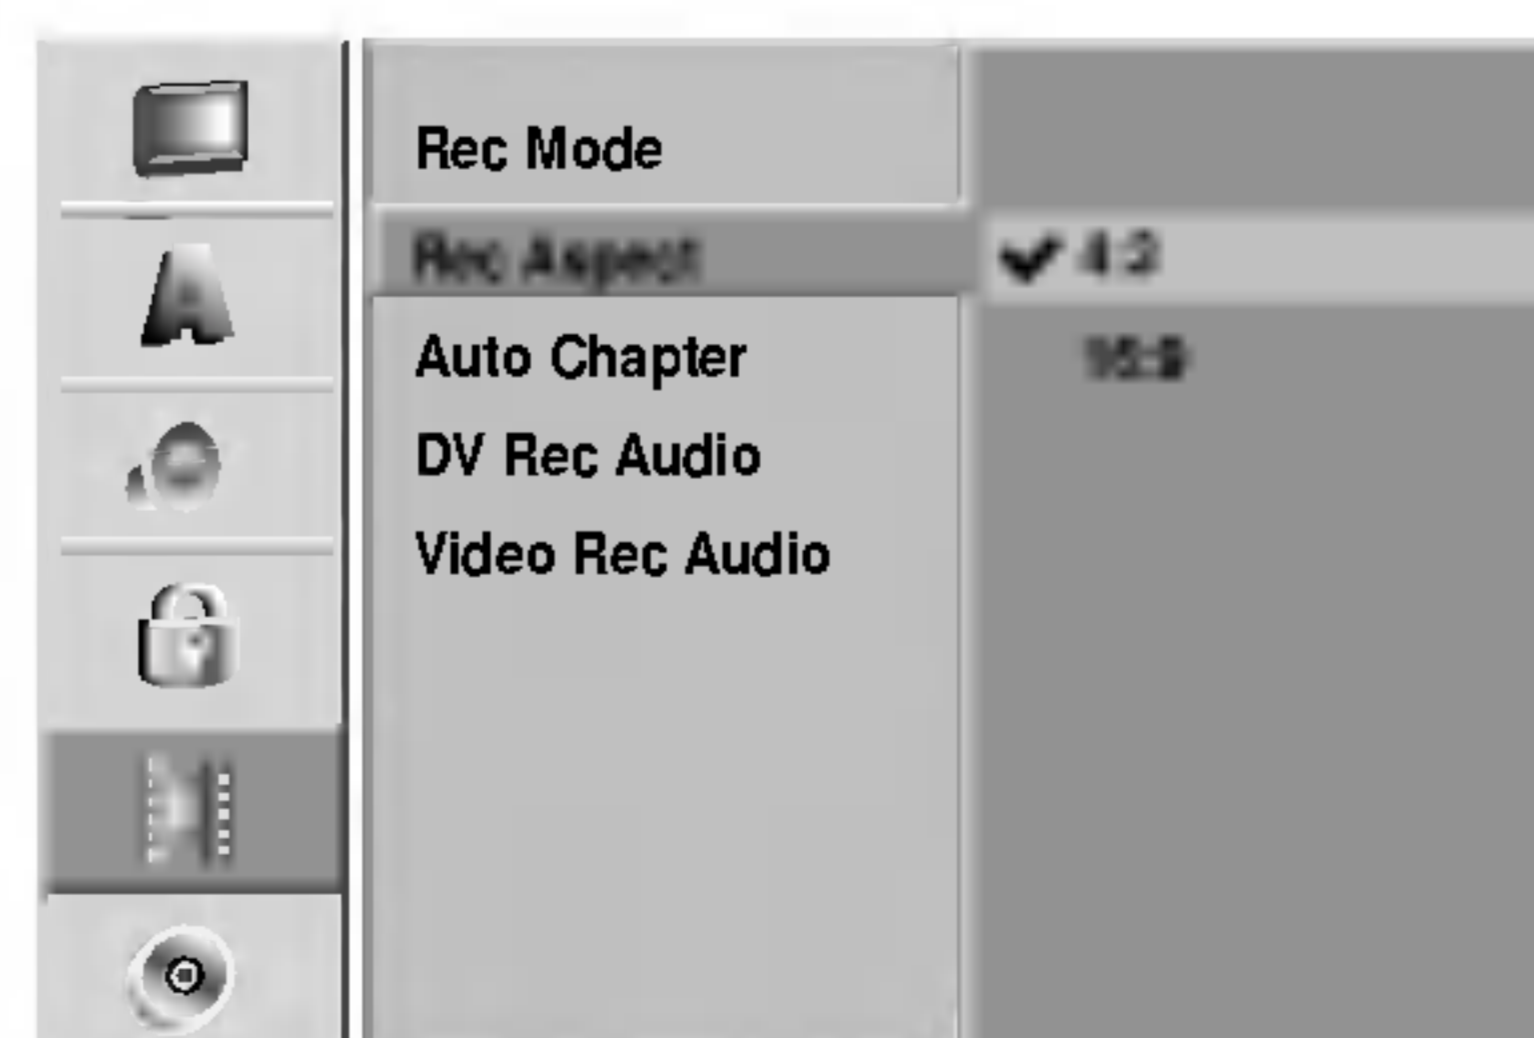 Rec Mode
Rec Aspect
4:3
Auto Chapter
16:9
DV Rec Audio
Video Rec Audio